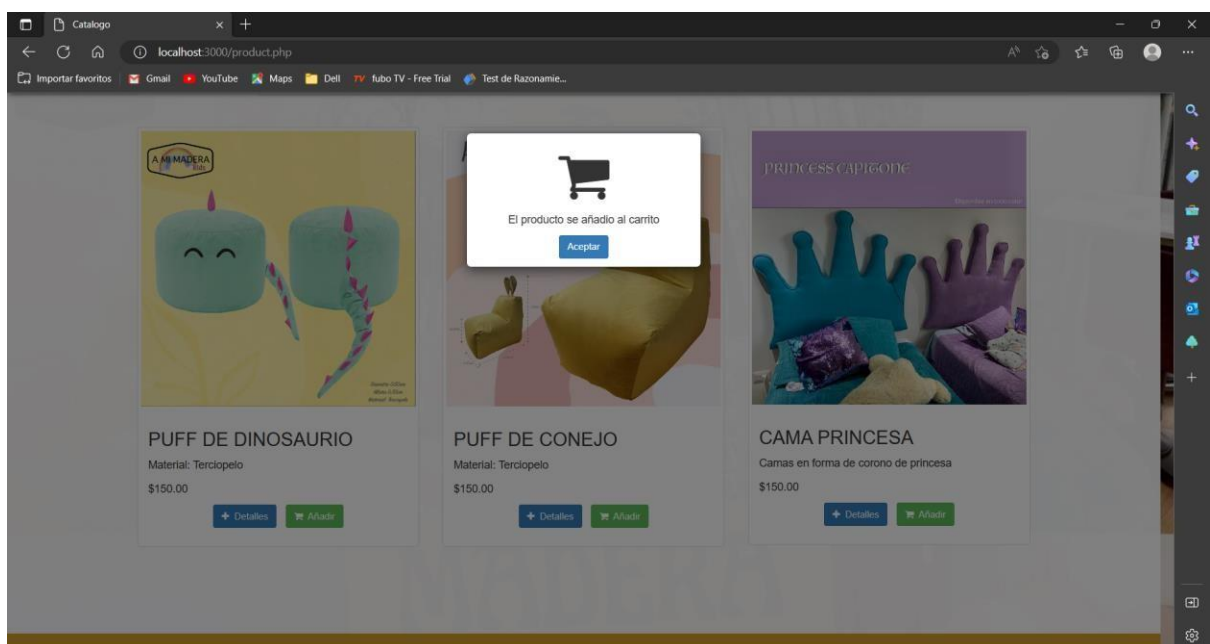 Catalogo
localhost:3000/product.php
Importar favoritos
Gmail
YouTube
Maps
Dell
fubo TV - Free Trial
Test de Razonamie...
A MI MADERA
Kids
PRINCESS CAPITONE
El producto se añadio al carrito
Aceptar
PUFF DE DINOSAURIO
Material: Terciopelo
$150.00
+ Detalles
Añadir
PUFF DE CONEJO
Material: Terciopelo
$150.00
+ Detalles
Añadir
CAMA PRINCESA
Camas en forma de corono de princesa
$150.00
+ Detalles
Añadir
MADERA